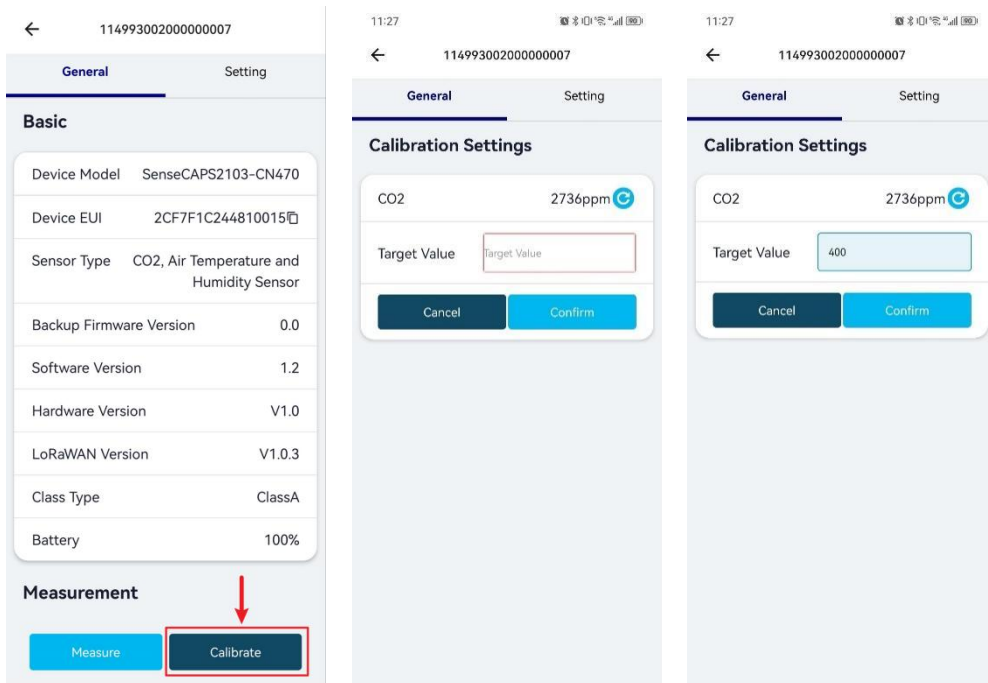 114993002000000007
General Setting
Basic
Device Model SenseCAPS2103-CN470
Device EUI 2CF7F1C244810015
Sensor Type CO2, Air Temperature and
Humidity Sensor
Backup Firmware Version 0.0
Software Version 1.2
Hardware Version V1.0
LoRaWAN Version V1.0.3
Class Type ClassA
Battery 100%
Measurement
Measure Calibrate
11:27 90
114993002000000007
General Setting
Calibration Settings
CO2 2736ppm
Target Value Target Value
Cancel Confirm
11:27 90
114993002000000007
General Setting
Calibration Settings
CO2 2736ppm
Target Value 400
Cancel Confirm